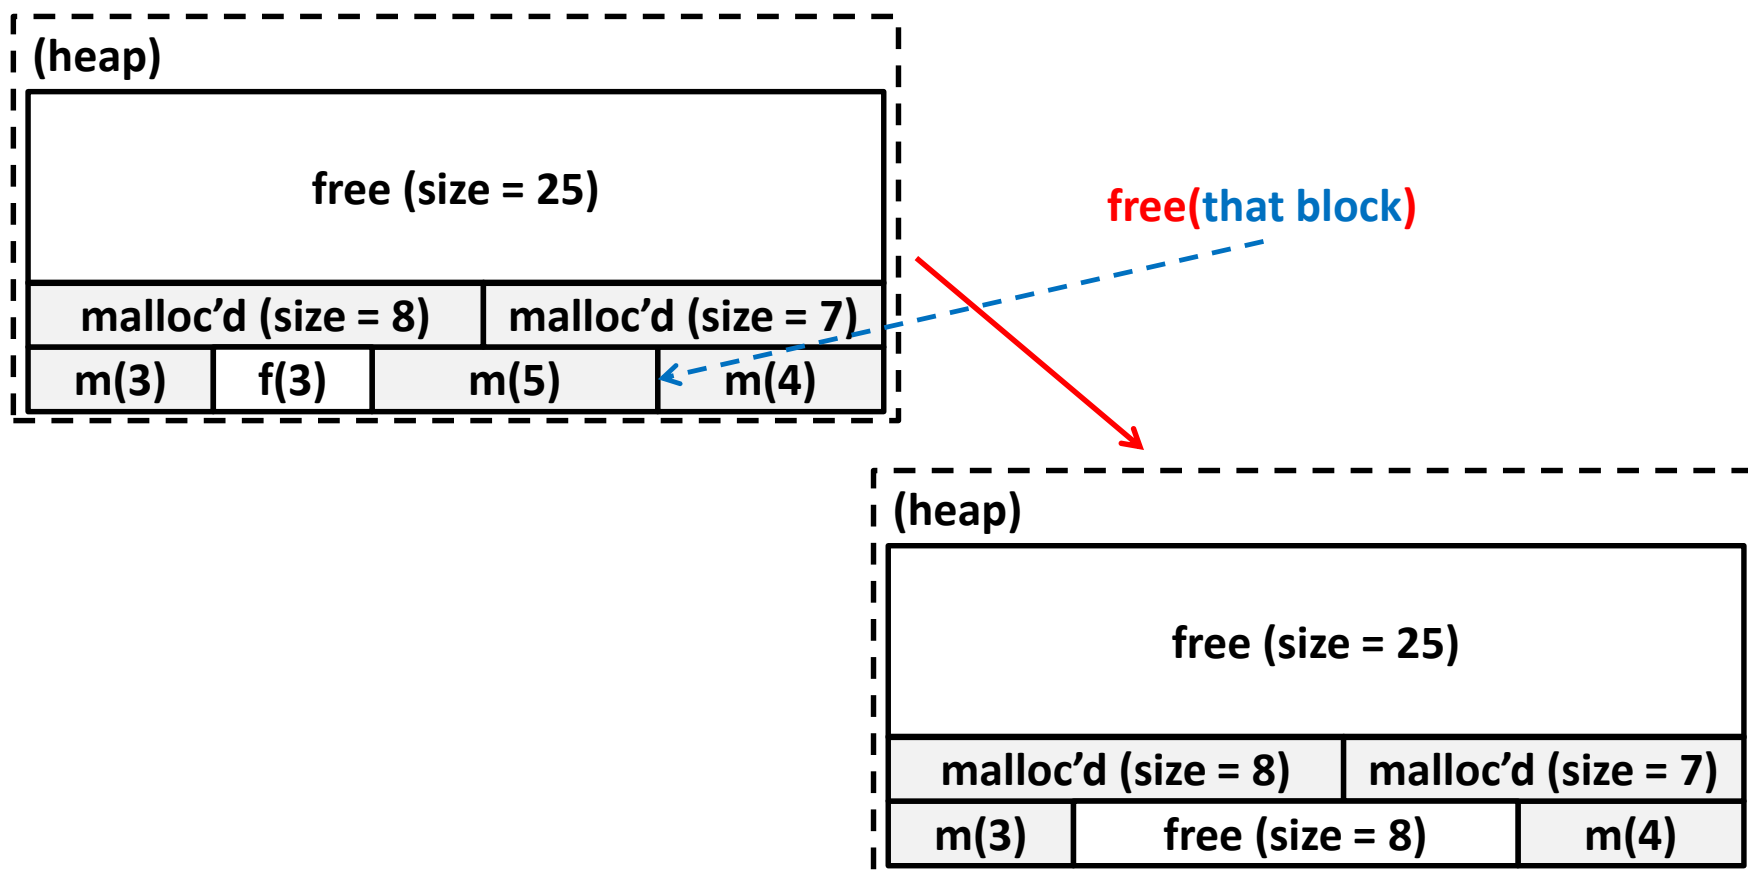 (heap)
free (size = 25)
free(that block)
malloc’d (size = 8) malloc’d (size = 7)
m(3) f(3) m(5) m(4)
(heap)
free (size = 25)
malloc’d (size = 8) malloc’d (size = 7)
m(3) free (size = 8) m(4)